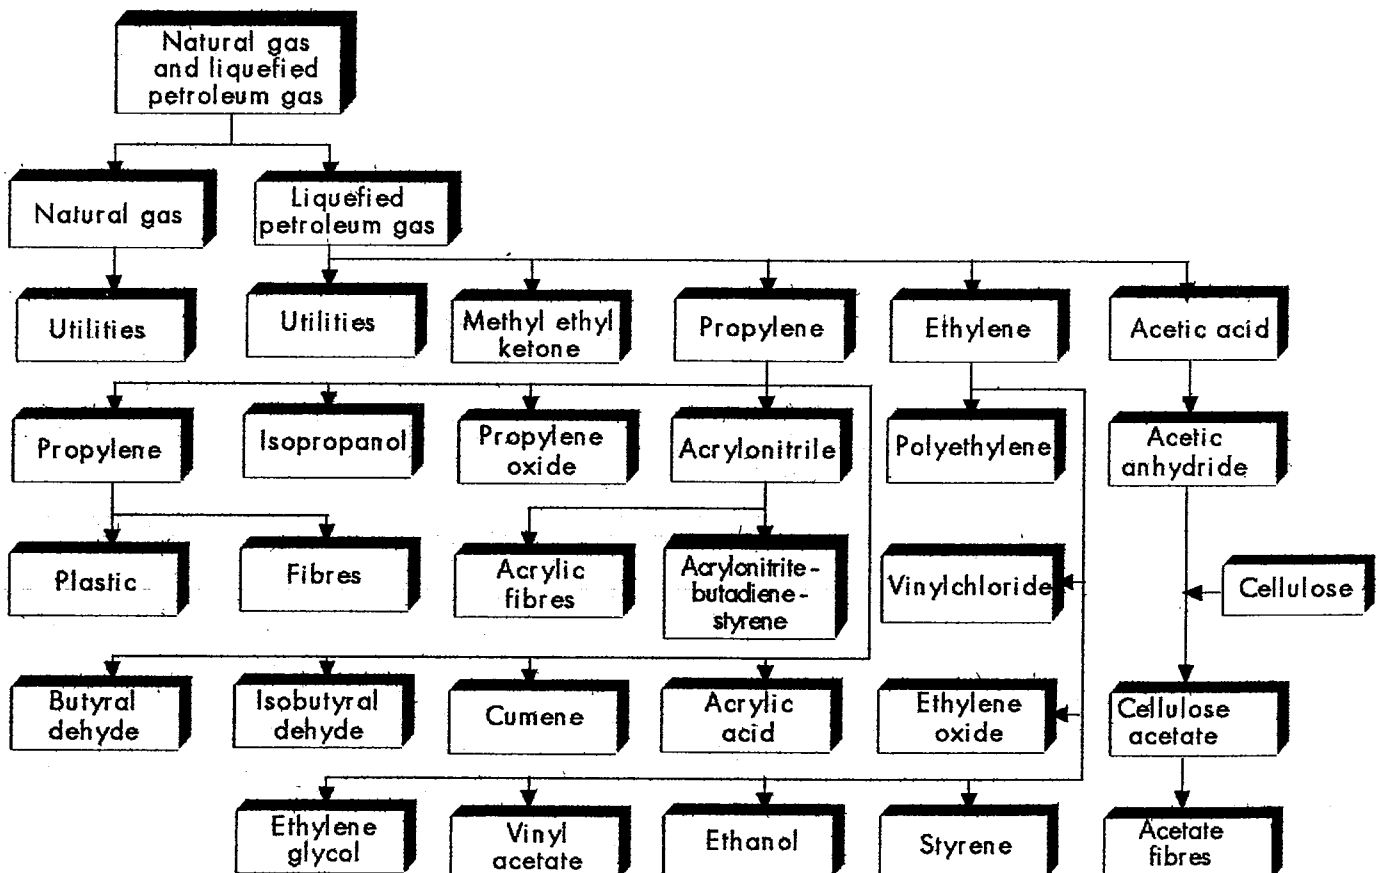 Natural gas
and liquefied
petroleum gas
Natural gas
Liquefied
petroleum gas
Utilities
Utilities
Methyl ethyl
ketone
Propylene
Ethylene
Acetic acid
Propylene
Isopropanol
Propylene
oxide
Acrylonitrile
Polyethylene
Acetic
anhydride
Plastic
Fibres
Acrylic
fibres
Acrylonitrite-
butadiene-
styrene
Vinylchloride
Cellulose
Butyral
dehyde
Isobutyral
dehyde
Cumene
Acrylic
acid
Ethylene
oxide
Cellulose
acetate
Ethylene
glycol
Vinyl
acetate
Ethanol
Styrene
Acetate
fibres